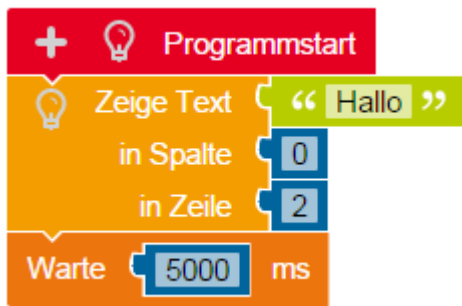 + Programmstart
Zeige Text “ Hallo ”
in Spalte 0
in Zeile 2
Warte 5000 ms